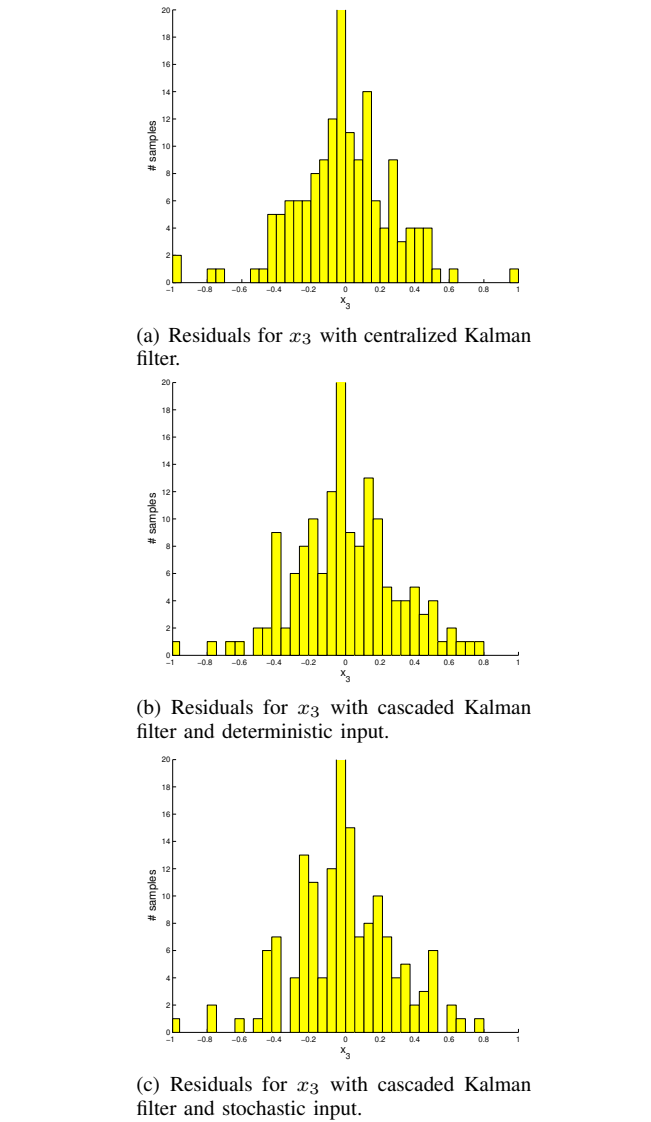 20
18
16
14
12
10
8
6
4
2
0
# samples
−1 −0.8 −0.6 −0.4 −0.2 0 0.2 0.4 0.6 0.8 1
x3
(a) Residuals for x3 with centralized Kalman
filter.
20
18
16
14
12
10
8
6
4
2
0
# samples
−1 −0.8 −0.6 −0.4 −0.2 0 0.2 0.4 0.6 0.8 1
x3
(b) Residuals for x3 with cascaded Kalman
filter and deterministic input.
20
18
16
14
12
10
8
6
4
2
0
# samples
−1 −0.8 −0.6 −0.4 −0.2 0 0.2 0.4 0.6 0.8 1
x3
(c) Residuals for x3 with cascaded Kalman
filter and stochastic input.